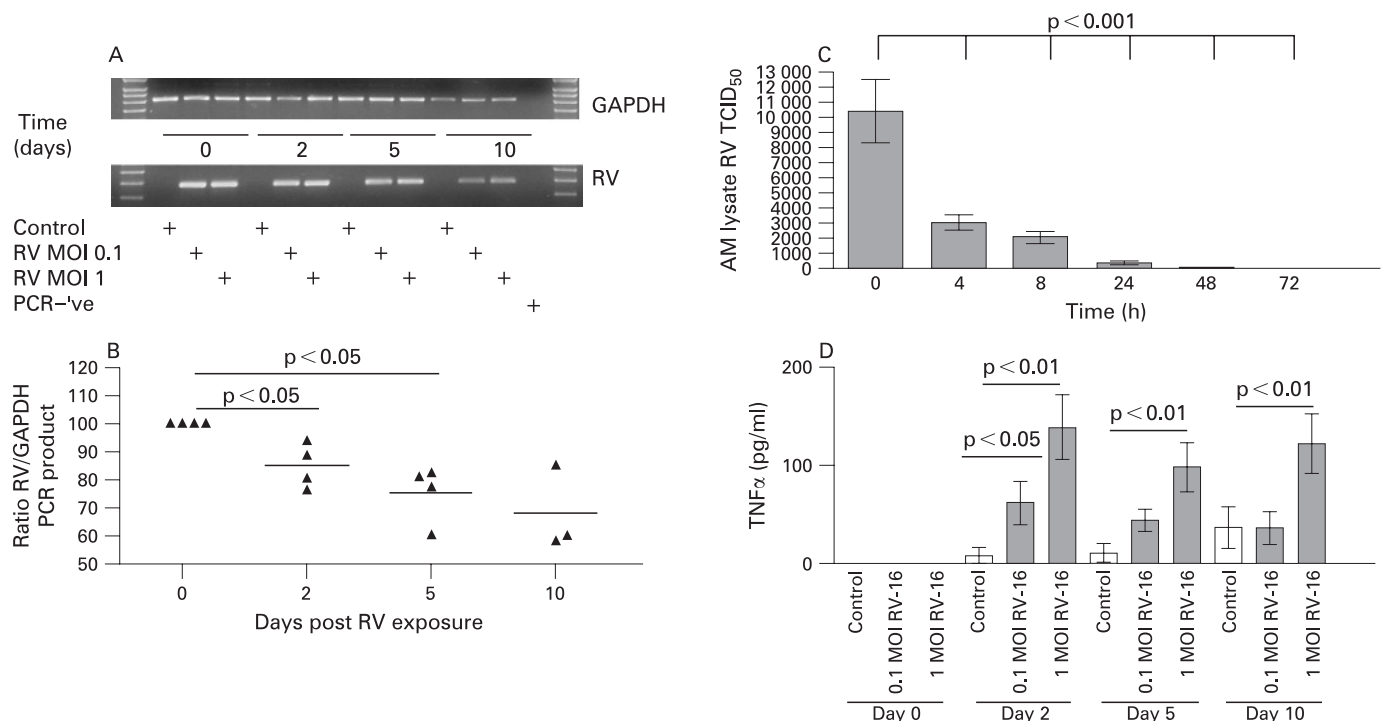 A
GAPDH
Time
(days)
0 2 5 10
RV
Control + + + +
RV MOI 0.1 + + + +
RV MOI 1 + + + +
PCR–'ve +
B
Ratio RV/GAPDH
PCR product
120
110
100
90
80
70
60
50
p < 0.05
p < 0.05
0 2 5 10
Days post RV exposure
C
p < 0.001
AM lysate RV TCID50
13 000
12 000
11 000
10 000
9000
8000
7000
6000
5000
4000
3000
2000
1000
0
0 4 8 24 48 72
Time (h)
D
TNFα (pg/ml)
200
100
0
p < 0.01
p < 0.05
p < 0.01
p < 0.01
Control
0.1 MOI RV-16
1 MOI RV-16
Control
0.1 MOI RV-16
1 MOI RV-16
Control
0.1 MOI RV-16
1 MOI RV-16
Control
0.1 MOI RV-16
1 MOI RV-16
Day 0 Day 2 Day 5 Day 10